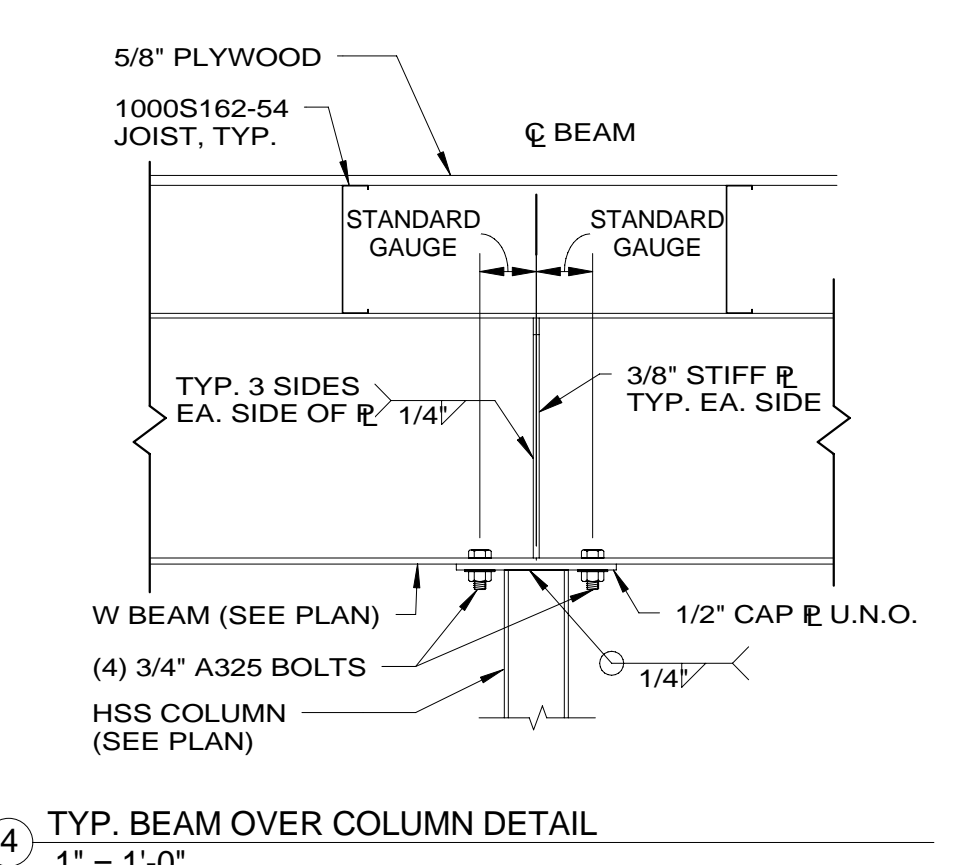 5/8" PLYWOOD
1000S162-54
JOIST, TYP.
℄ BEAM
STANDARD
GAUGE
STANDARD
GAUGE
TYP. 3 SIDES
EA. SIDE OF ⅊
1/4"
3/8" STIFF ⅊
TYP. EA. SIDE
W BEAM (SEE PLAN)
1/2" CAP ⅊ U.N.O.
(4) 3/4" A325 BOLTS
1/4"
HSS COLUMN
(SEE PLAN)
4
TYP. BEAM OVER COLUMN DETAIL
1" = 1'-0"